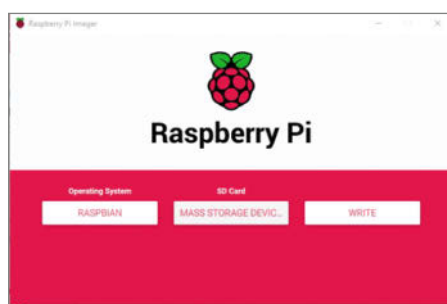 Raspberry Pi Imager
Raspberry Pi
Operating System
SD Card
RASPBIAN
MASS STORAGE DEVIC...
WRITE